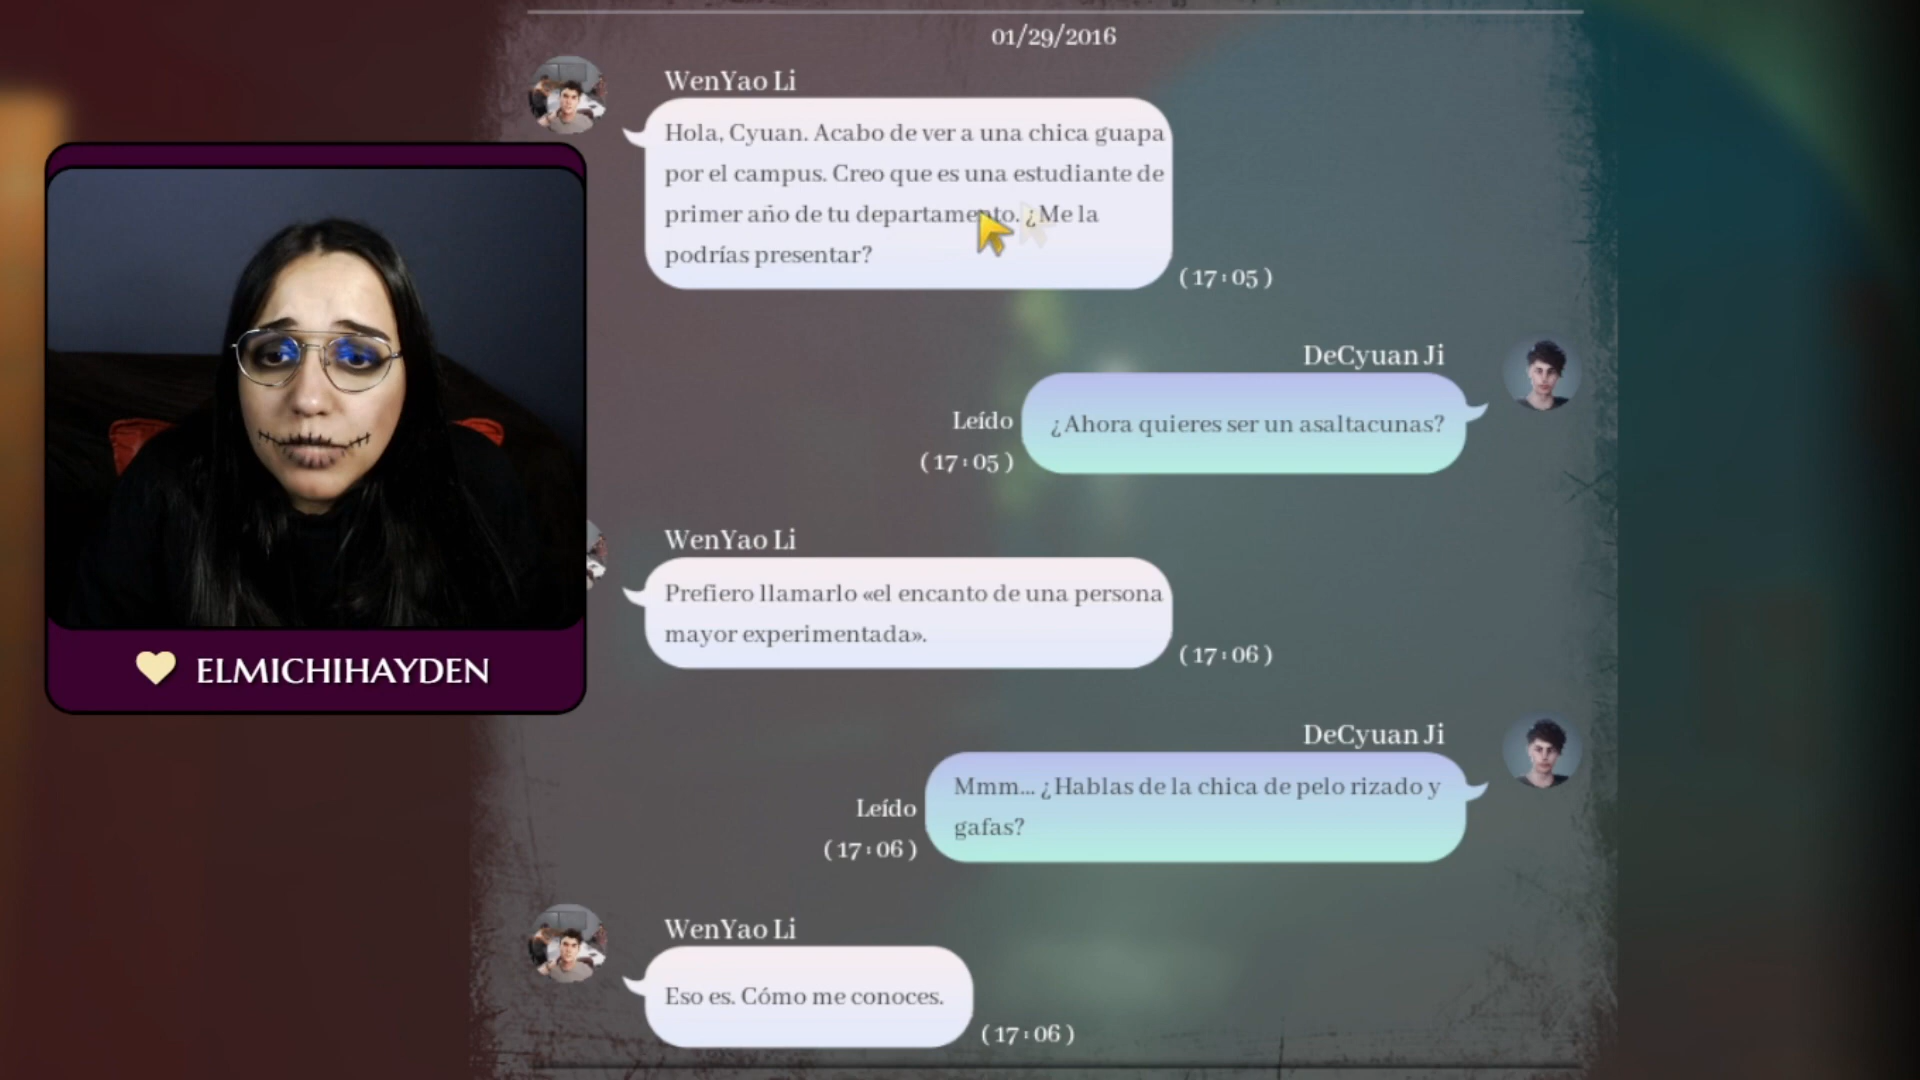 01/29/2016
WenYao Li
Hola, Cyuan. Acabo de ver a una chica guapa
por el campus. Creo que es una estudiante de
primer año de tu departamento. ¿Me la
podrías presentar?
(17:05)
DeCyuan Ji
¿Ahora quieres ser un asaltacunas?
Leído
(17:05)
WenYao Li
Prefiero llamarlo «el encanto de una persona
mayor experimentada».
(17:06)
DeCyuan Ji
Mmm... ¿Hablas de la chica de pelo rizado y
gafas?
Leído
(17:06)
WenYao Li
Eso es. Cómo me conoces.
(17:06)
ELMICHIHAYDEN